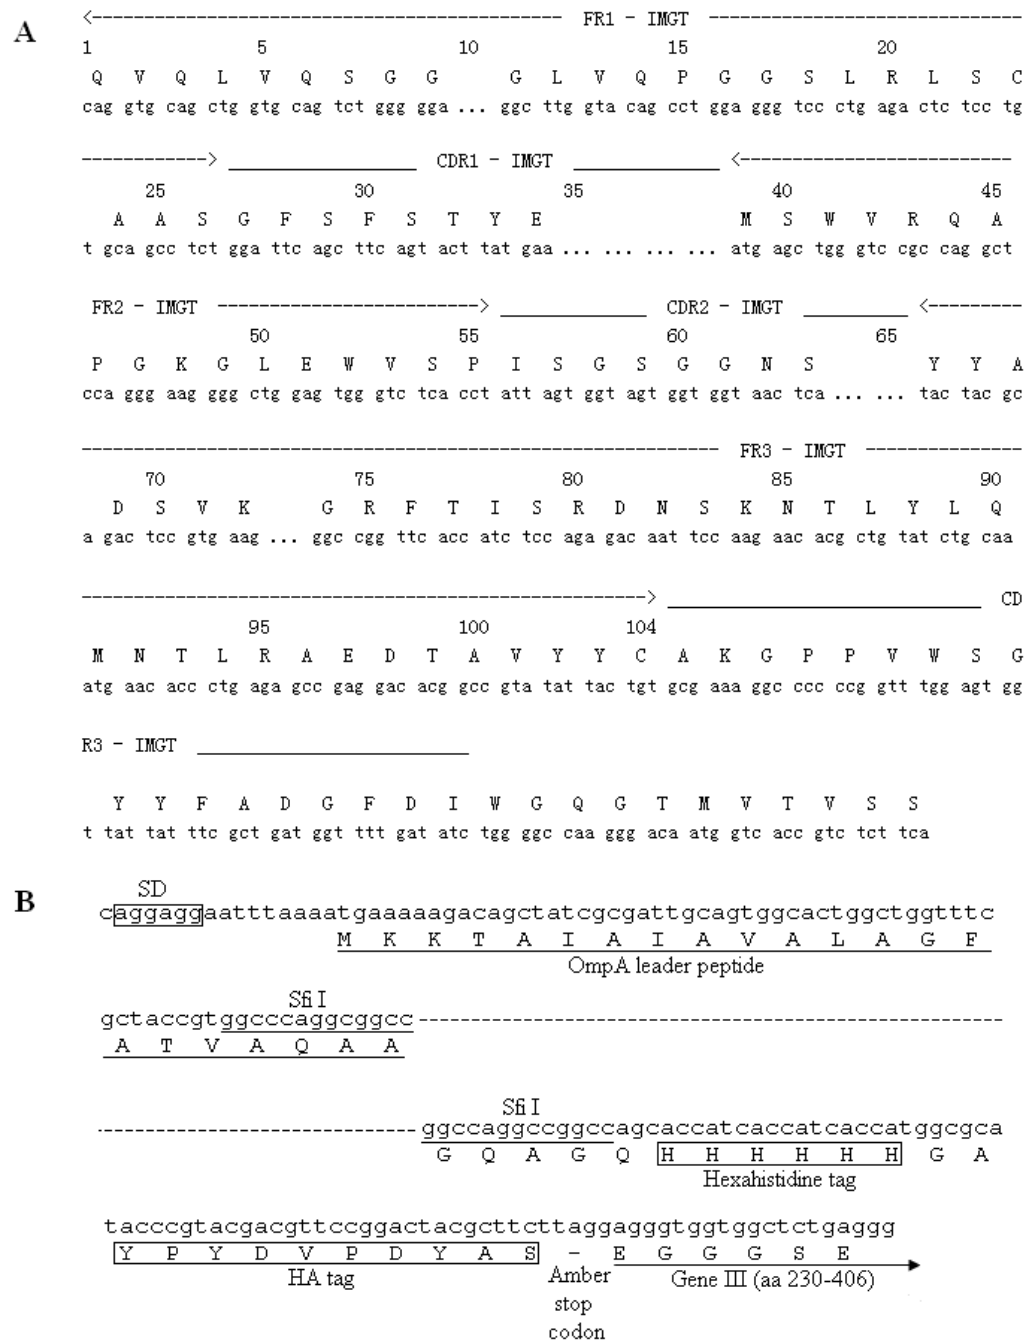 A
<------------------------------------ FR1 - IMGT ------------------------------
1 5 10 15 20
Q V Q L V Q S G G G L V Q P G G S L R L S C
cag gtg cag ctg gtg cag tct ggg gga ... ggc ttg gta cag cct gga ggg tcc ctg aga ctc tcc tg
------------> __________ CDR1 - IMGT __________ <--------------------------
25 30 35 40 45
A A S G F S F S T Y E M S W V R Q A
t gca gcc tct gga ttc agc ttc agt act tat gaa ... ... ... ... atg agc tgg gtc cgc cag gct
FR2 - IMGT -------------------------> __________ CDR2 - IMGT __________ <----------
50 55 60 65
P G K G L E W V S P I S G S G G N S Y Y A
cca ggg aag ggg ctg gag tgg gtc tca cct att agt ggt agt ggt ggt aac tca ... ... tac tac gc
------------------------------------------------------------- FR3 - IMGT ---------------
70 75 80 85 90
D S V K G R F T I S R D N S K N T L Y L Q
a gac tcc gtg aag ... ggc cgg ttc acc atc tcc aga gac aat tcc aag aac acg ctg tat ctg caa
------------------------------------------------------> __________ CD
95 100 104
M N T L R A E D T A V Y Y C A K G P P V W S G
atg aac acc ctg aga gcc gag gac acg gcc gta tat tac tgt gcg aaa ggc ccc ccg gtt tgg agt gg
R3 - IMGT __________
Y Y F A D G F D I W G Q G T M V T V S S
t tat tat ttc gct gat ggt ttt gat atc tgg ggc caa ggg aca atg gtc acc gtc tct tca
B
SD
caggaggaatttaaaatgaaaaagacagctatcgcgattgcagtggcactggctggtttc
M K K T A I A I A V A L A G F
OmpA leader peptide
Sfi I
gctaccgtggcccaggcggcc ------------------------------------------------
A T V A Q A A
Sfi I
-------------------------- ggccaggccggccagcaccatcaccatcaccatggcgca
G Q A G Q H H H H H H G A
Hexahistidine tag
tacccgtacgacgttccggactacgcttcttaggagggtggtggctctgaggg
Y P Y D V P D Y A S - E G G G S E
HA tag Amber Gene III (aa 230-406)
stop
codon